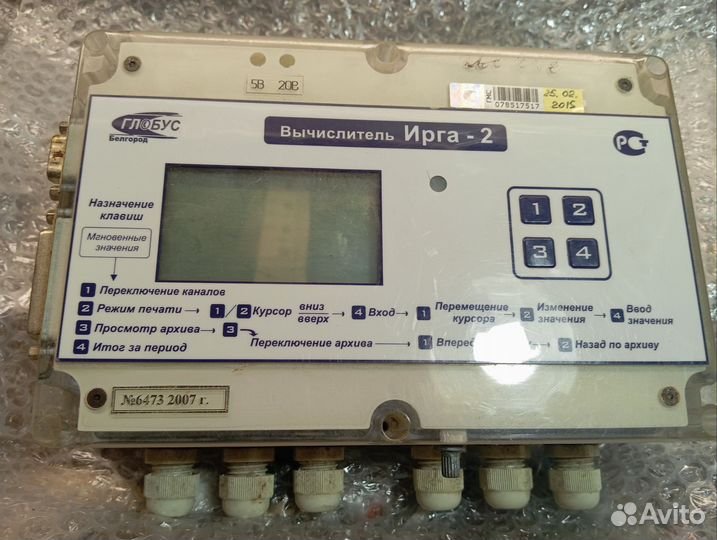 5В 20В
ГМС
078517517
25.02.
2015
ГЛОБУС
Белгород
Вычислитель Ирга - 2
РСТ
Назначение
клавиш
Мгновенные
значения
1 2
3 4
1 Переключение каналов
2 Режим печати 1/2 Курсор вниз
вверх 4 Вход 1 Перемещение
курсора 2 Изменение
значения 4 Ввод
значения
3 Просмотр архива 3
Переключение архива 1 Вперед 2 Назад по архиву
4 Итог за период
№6473 2007 г.
Avito